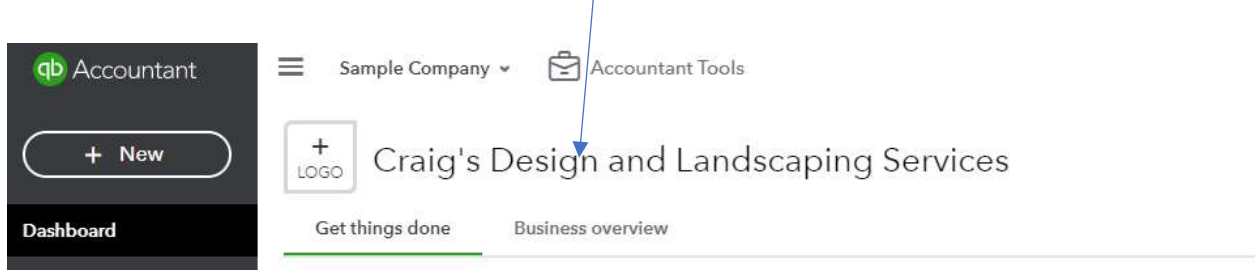 qb Accountant
Sample Company
Accountant Tools
+ New
+
LOGO
Craig's Design and Landscaping Services
Dashboard
Get things done
Business overview